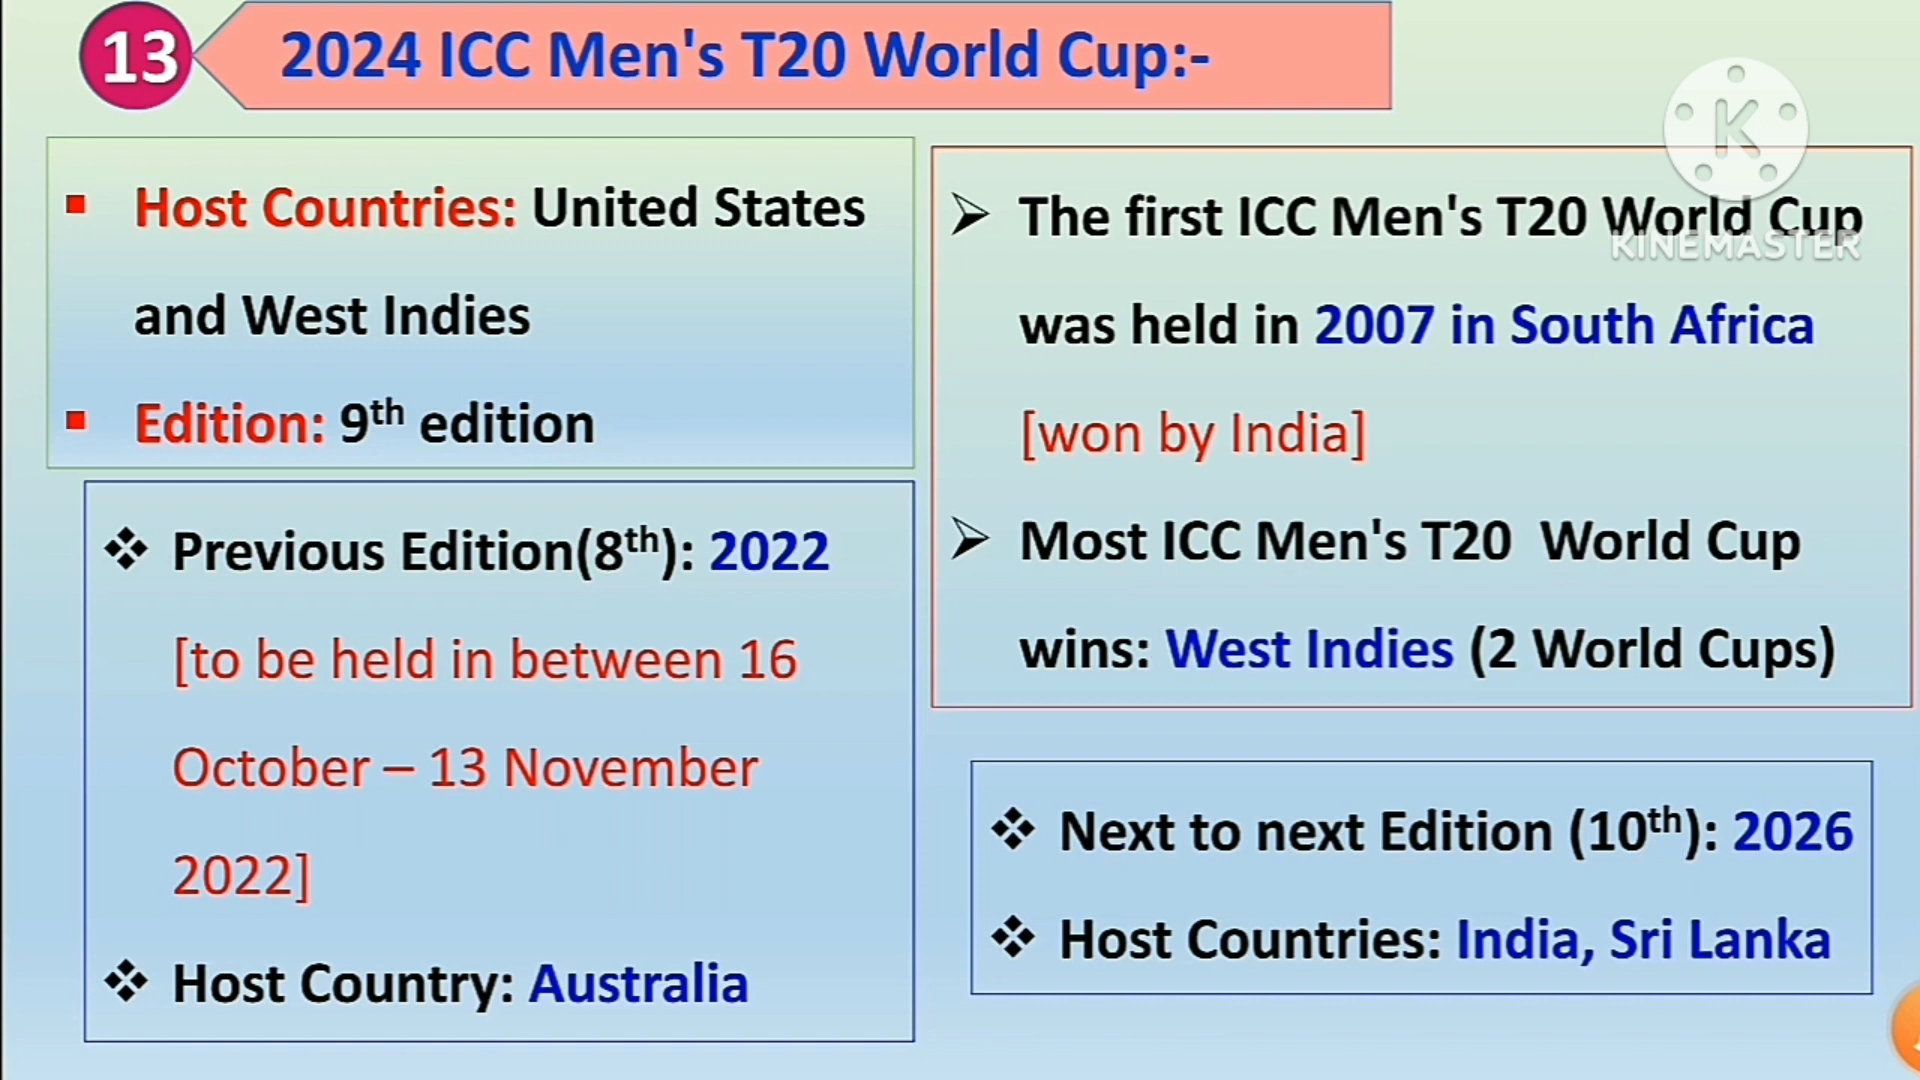 13
2024 ICC Men's T20 World Cup:-
Host Countries: United States
and West Indies
Edition: 9th edition
Previous Edition(8th): 2022
[to be held in between 16
October – 13 November
2022]
Host Country: Australia
K
KINEMASTER
The first ICC Men's T20 World Cup
was held in 2007 in South Africa
[won by India]
Most ICC Men's T20 World Cup
wins: West Indies (2 World Cups)
Next to next Edition (10th): 2026
Host Countries: India, Sri Lanka